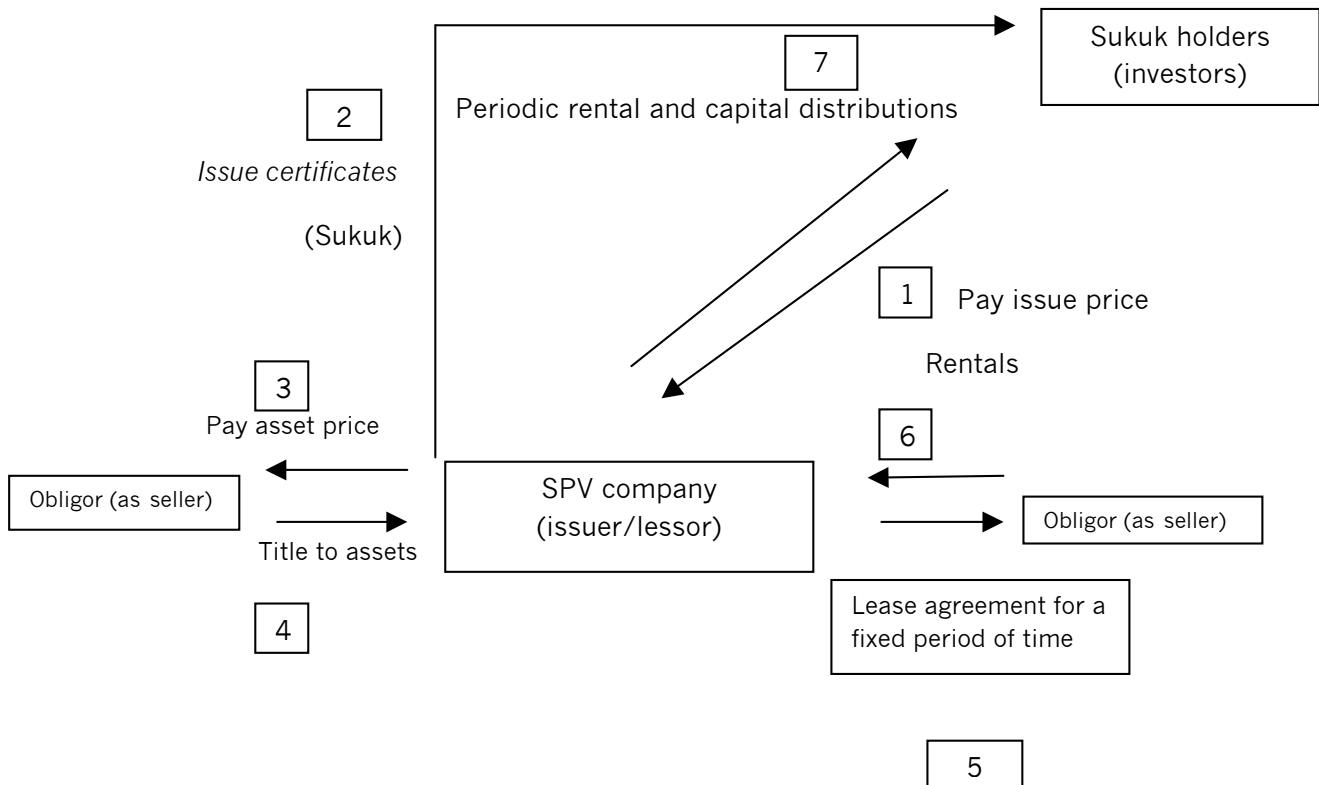 Sukuk holders
(investors)
7
Periodic rental and capital distributions
2
Issue certificates
(Sukuk)
1
Pay issue price
Rentals
3
Pay asset price
6
Obligor (as seller)
SPV company
(issuer/lessor)
Obligor (as seller)
Title to assets
Lease agreement for a
fixed period of time
4
5